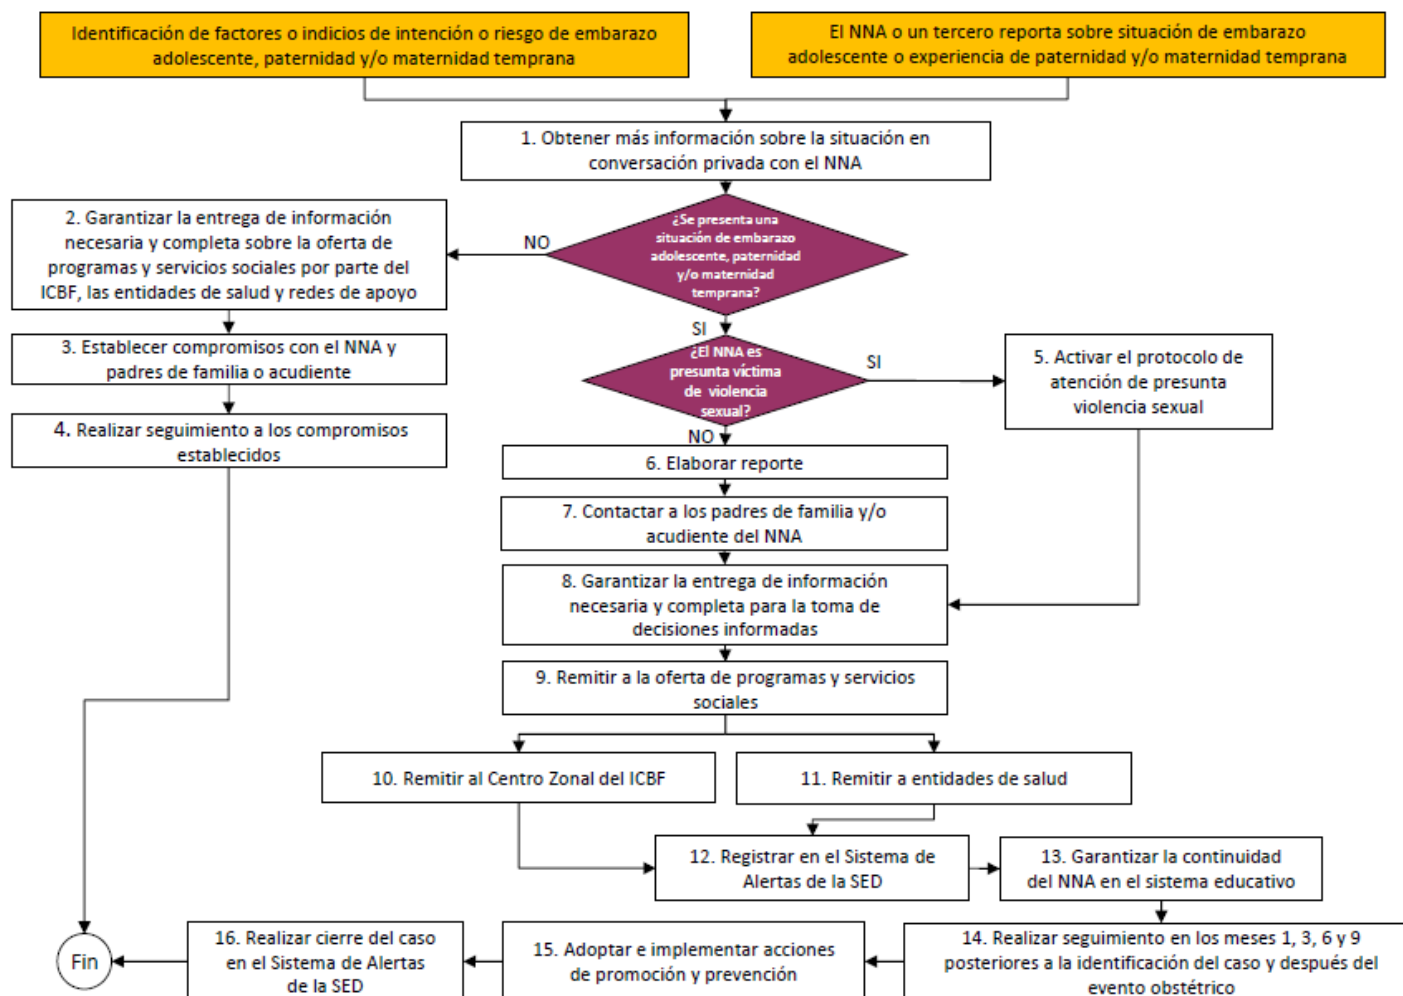 Identificación de factores o indicios de intención o riesgo de embarazo
adolescente, paternidad y/o maternidad temprana
El NNA o un tercero reporta sobre situación de embarazo
adolescente o experiencia de paternidad y/o maternidad temprana
1. Obtener más información sobre la situación en
conversación privada con el NNA
¿Se presenta una
situación de embarazo
adolescente, paternidad
y/o maternidad
temprana?
NO
2. Garantizar la entrega de información
necesaria y completa sobre la oferta de
programas y servicios sociales por parte del
ICBF, las entidades de salud y redes de apoyo
3. Establecer compromisos con el NNA y
padres de familia o acudiente
4. Realizar seguimiento a los compromisos
establecidos
SI
¿El NNA es
presunta víctima
de violencia
sexual?
SI
5. Activar el protocolo de
atención de presunta
violencia sexual
NO
6. Elaborar reporte
7. Contactar a los padres de familia y/o
acudiente del NNA
8. Garantizar la entrega de información
necesaria y completa para la toma de
decisiones informadas
9. Remitir a la oferta de programas y servicios
sociales
10. Remitir al Centro Zonal del ICBF
11. Remitir a entidades de salud
12. Registrar en el Sistema de
Alertas de la SED
13. Garantizar la continuidad
del NNA en el sistema educativo
14. Realizar seguimiento en los meses 1, 3, 6 y 9
posteriores a la identificación del caso y después del
evento obstétrico
15. Adoptar e implementar acciones
de promoción y prevención
16. Realizar cierre del caso
en el Sistema de Alertas
de la SED
Fin